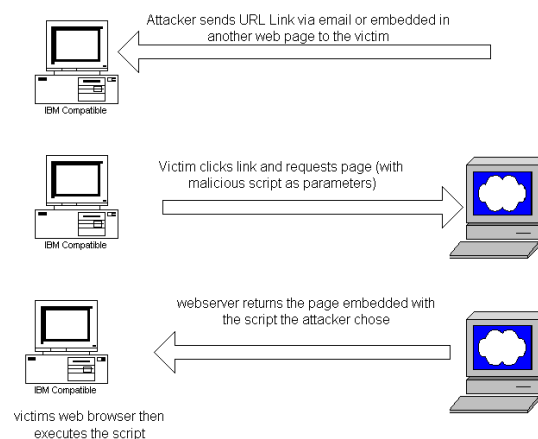 Attacker sends URL Link via email or embedded in
another web page to the victim
IBM Compatible
Victim clicks link and requests page (with
malicious script as parameters)
IBM Compatible
webserver returns the page embedded with
the script the attacker chose
IBM Compatible
victims web browser then
executes the script